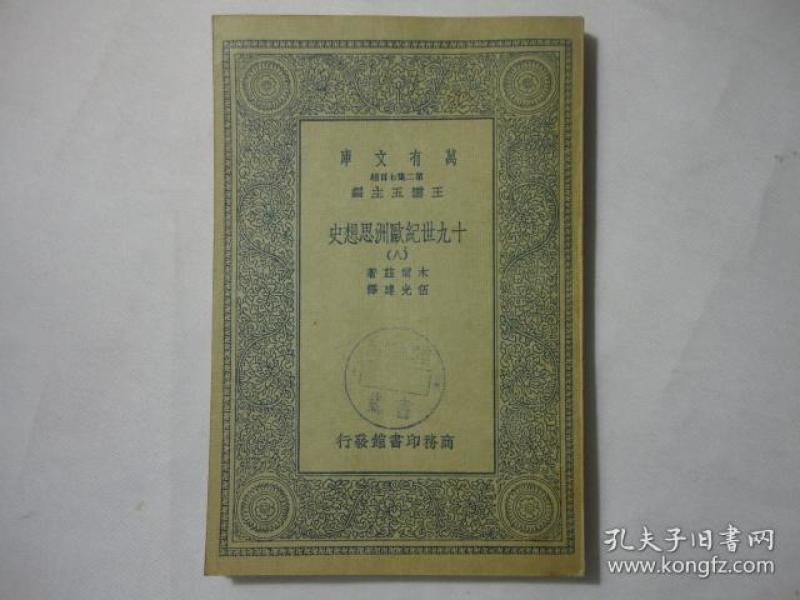 萬有文庫
第二集七百種
王雲五主編
十九世紀歐洲思想史
(八)
木爾茲著
伍光建譯
商務印書館發行
孔夫子旧书网
www.kongfz.com